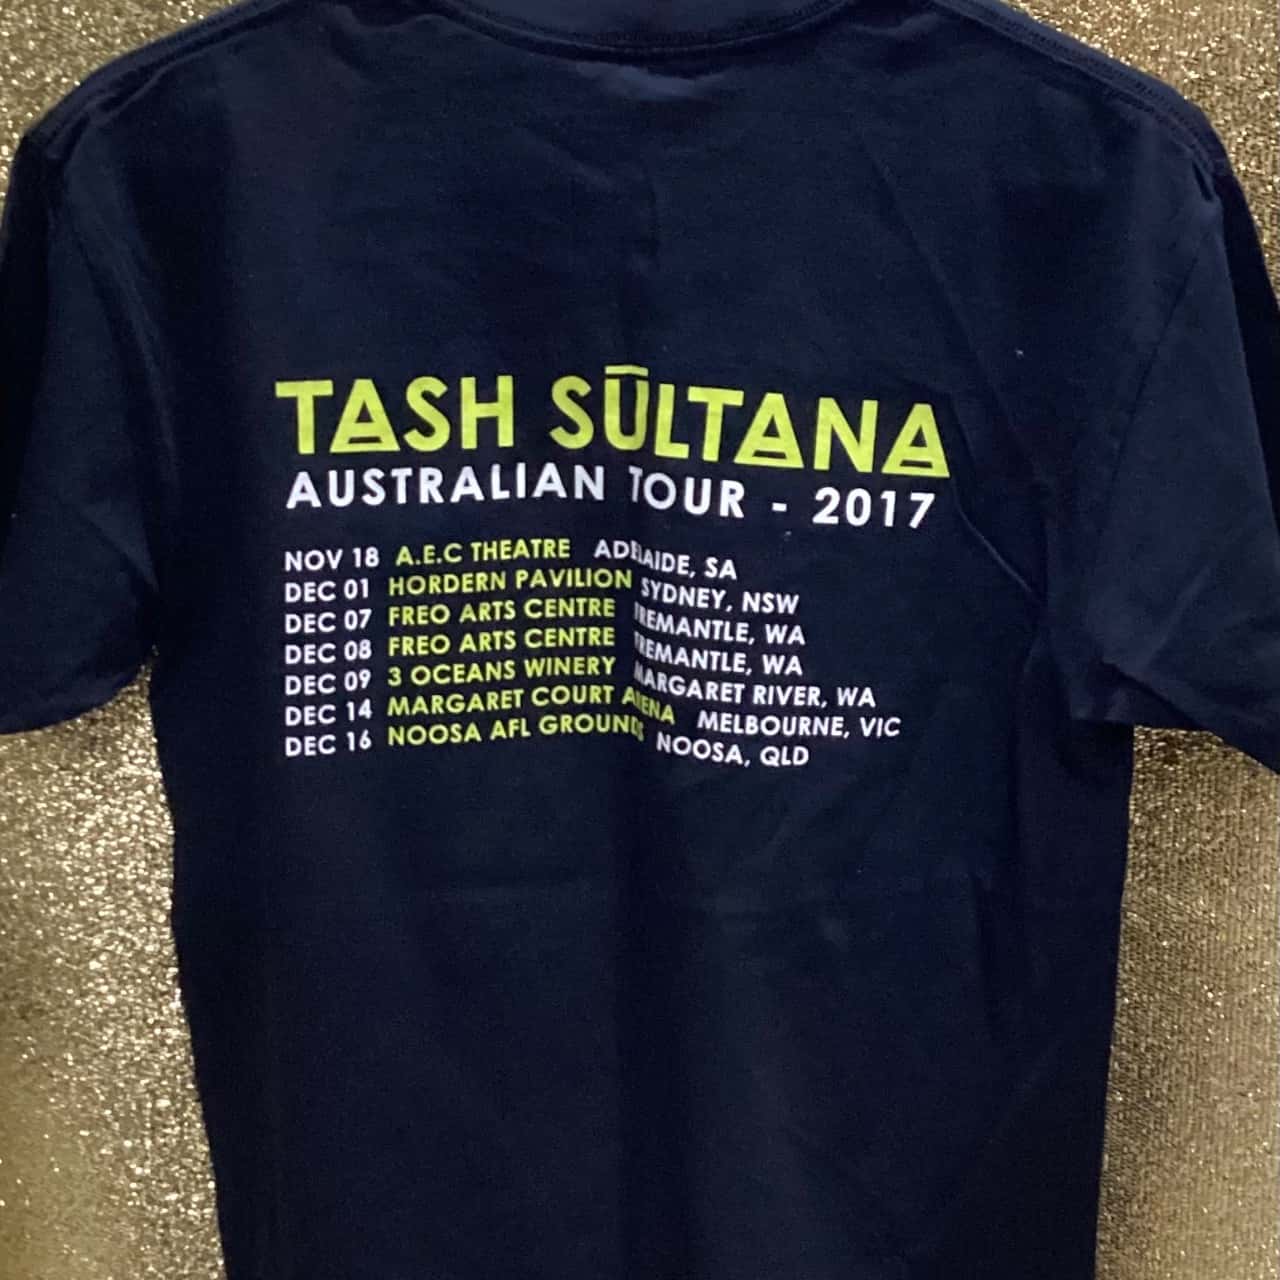 TASH SŪLTANA
AUSTRALIAN TOUR - 2017
NOV 18 A.E.C THEATRE ADELAIDE, SA
DEC 01 HORDERN PAVILION SYDNEY, NSW
DEC 07 FREO ARTS CENTRE FREMANTLE, WA
DEC 08 FREO ARTS CENTRE FREMANTLE, WA
DEC 09 3 OCEANS WINERY MARGARET RIVER, WA
DEC 14 MARGARET COURT ARENA MELBOURNE, VIC
DEC 16 NOOSA AFL GROUNDS NOOSA, QLD